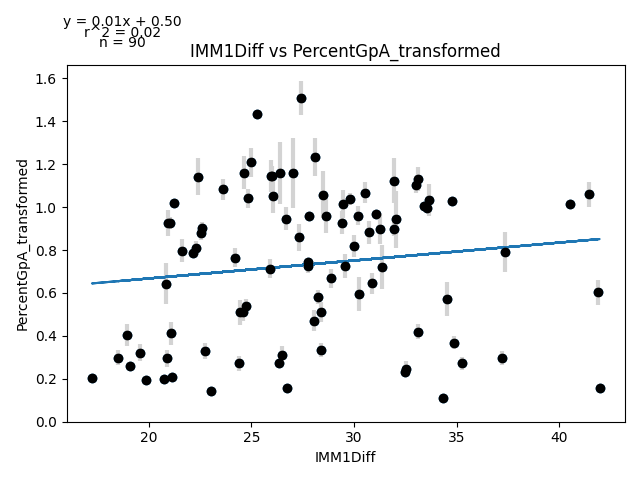 y = 0.01x + 0.50
r^2 = 0.02
n = 90
IMM1Diff vs PercentGpA_transformed
1.6
1.4
1.2
1.0
0.8
0.6
0.4
0.2
0.0
PercentGpA_transformed
20 25 30 35 40
IMM1Diff